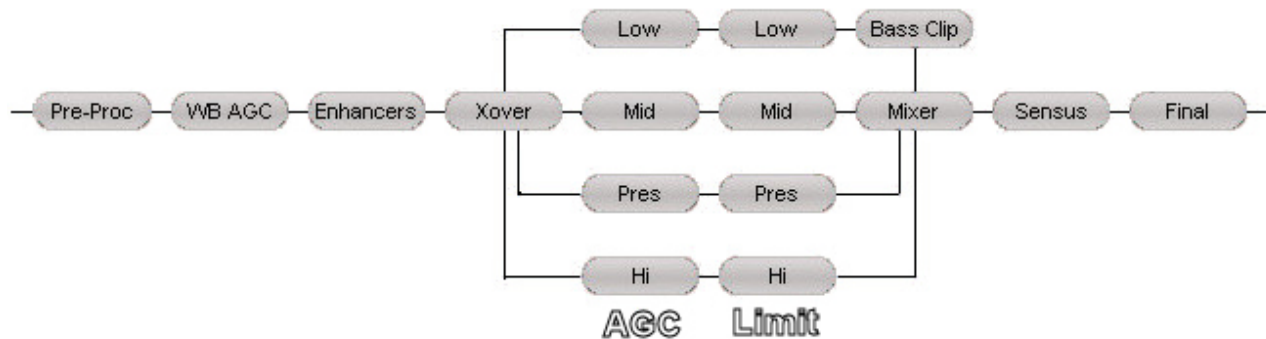 Low Low Bass Clip
Pre-Proc WB AGC Enhancers Xover Mid Mid Mixer Sensus Final
Pres Pres
Hi Hi
AGC Limit